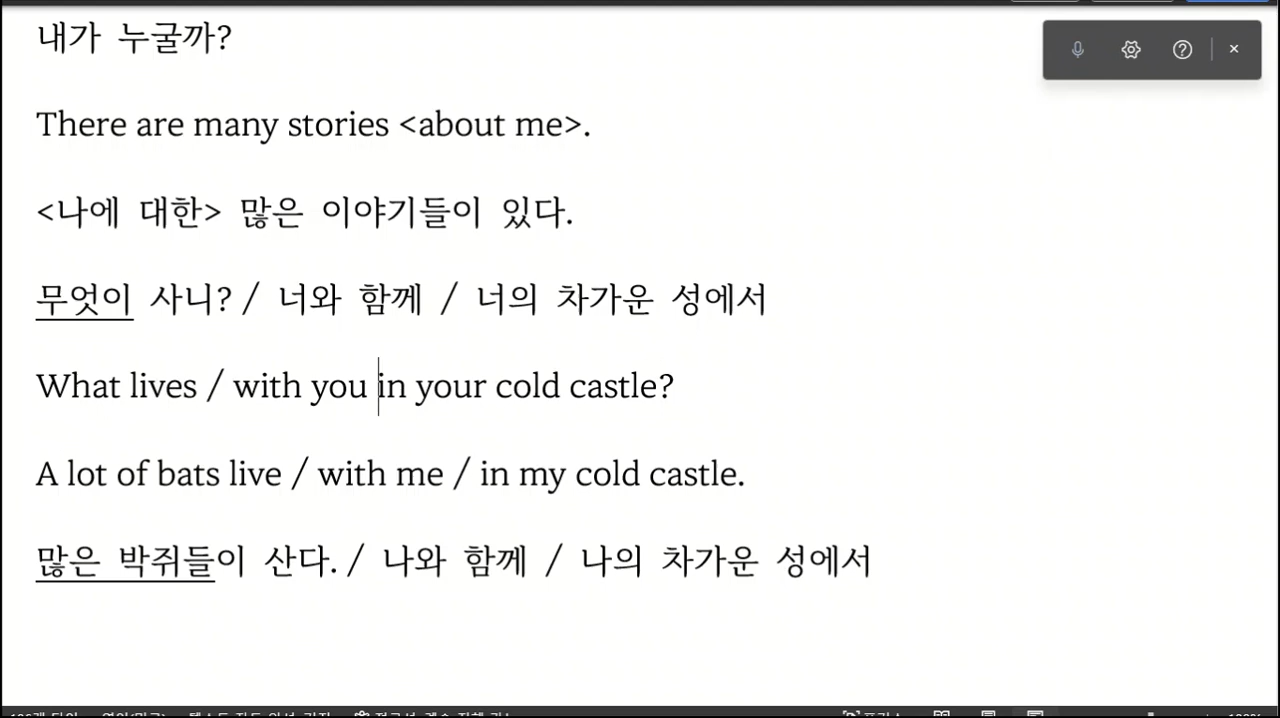 내가 누굴까?
There are many stories <about me>.
<나에 대한> 많은 이야기들이 있다.
무엇이 사니? / 너와 함께 / 너의 차가운 성에서
What lives / with you in your cold castle?
A lot of bats live / with me / in my cold castle.
많은 박쥐들이 산다. / 나와 함께 / 나의 차가운 성에서